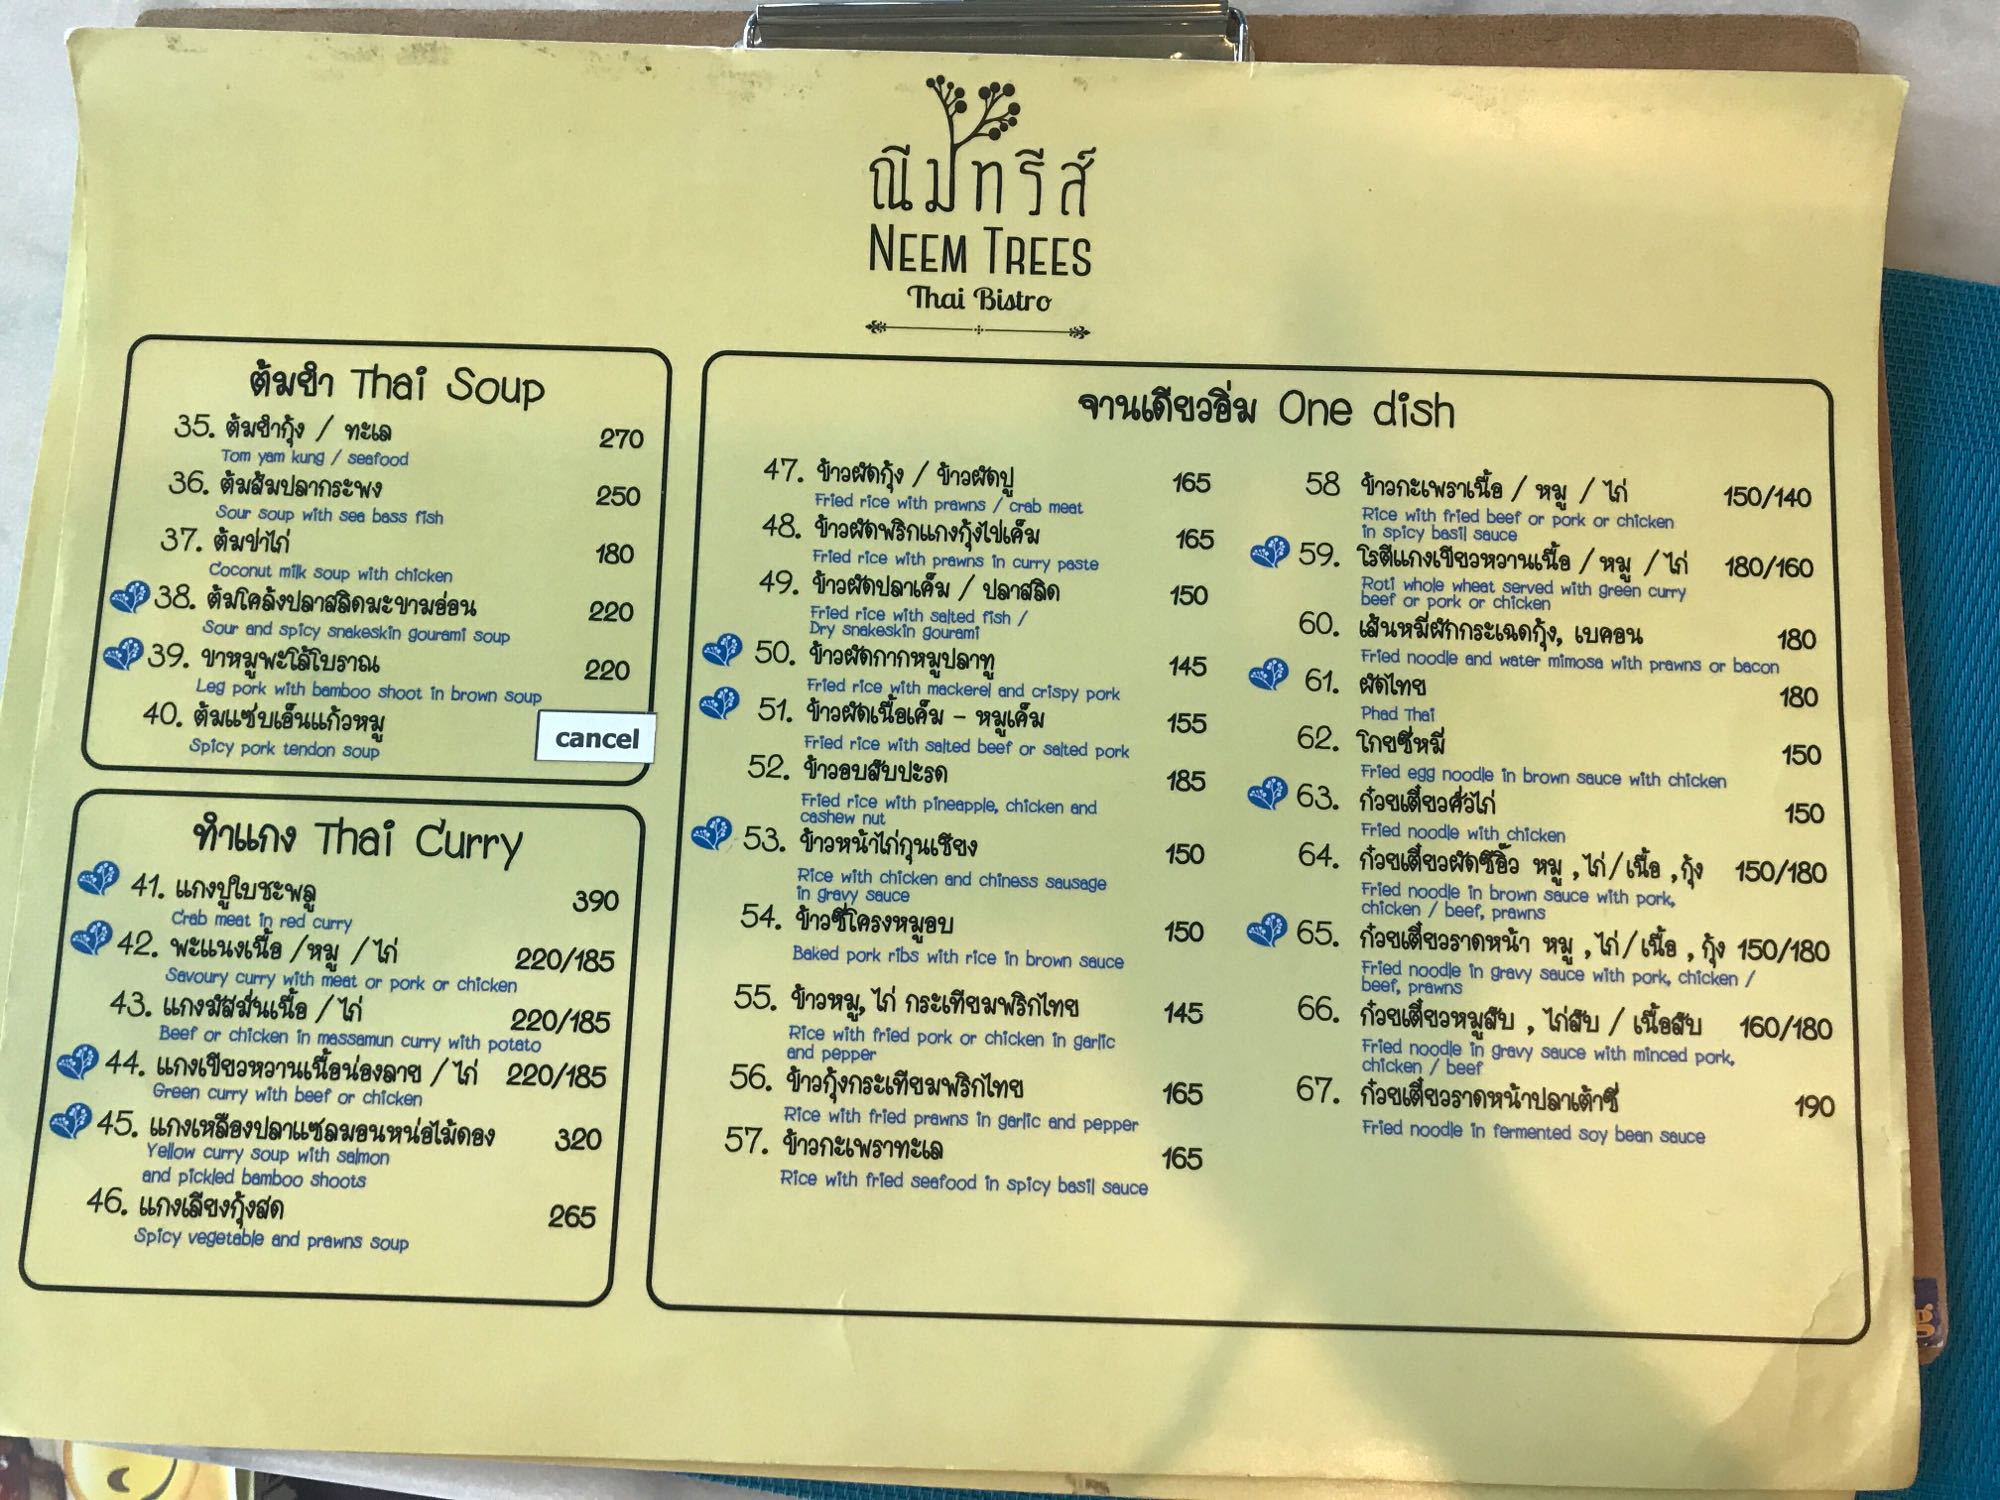 ณีมทรีส์
NEEM TREES
Thai Bistro
ต้มยำ Thai Soup
35. ต้มยำกุ้ง / ทะเล 270
Tom yam kung / seafood
36. ต้มส้มปลากระพง 250
Sour soup with sea bass fish
37. ต้มข่าไก่ 180
Coconut milk soup with chicken
38. ต้มโคล้งปลาสลิดมะขามอ่อน 220
Sour and spicy snakeskin gourami soup
39. ขาหมูพะโล้โบราณ 220
Leg pork with bamboo shoot in brown soup
40. ต้มแซ่บเอ็นแก้วหมู cancel
Spicy pork tendon soup
ทำแกง Thai Curry
41. แกงปูใบชะพลู 390
Crab meat in red curry
42. พะแนงเนื้อ /หมู / ไก่ 220/185
Savoury curry with meat or pork or chicken
43. แกงมัสมั่นเนื้อ / ไก่ 220/185
Beef or chicken in massamun curry with potato
44. แกงเขียวหวานเนื้อน่องลาย / ไก่ 220/185
Green curry with beef or chicken
45. แกงเหลืองปลาแซลมอนหน่อไม้ดอง 320
Yellow curry soup with salmon
and pickled bamboo shoots
46. แกงเลียงกุ้งสด 265
Spicy vegetable and prawns soup
จานเดียวอิ่ม One dish
47. ข้าวผัดกุ้ง / ข้าวผัดปู 165
Fried rice with prawns / crab meat
48. ข้าวผัดพริกแกงกุ้งไข่เค็ม 165
Fried rice with prawns in curry paste
49. ข้าวผัดปลาเค็ม / ปลาสลิด 150
Fried rice with salted fish /
Dry snakeskin gourami
50. ข้าวผัดกากหมูปลาทู 145
Fried rice with mackerel and crispy pork
51. ข้าวผัดเนื้อเค็ม - หมูเค็ม 155
Fried rice with salted beef or salted pork
52. ข้าวอบสับปะรด 185
Fried rice with pineapple, chicken and
cashew nut
53. ข้าวหน้าไก่กุนเชียง 150
Rice with chicken and chiness sausage
in gravy sauce
54. ข้าวซี่โครงหมูอบ 150
Baked pork ribs with rice in brown sauce
55. ข้าวหมู, ไก่ กระเทียมพริกไทย 145
Rice with fried pork or chicken in garlic
and pepper
56. ข้าวกุ้งกระเทียมพริกไทย 165
Rice with fried prawns in garlic and pepper
57. ข้าวกะเพราทะเล 165
Rice with fried seafood in spicy basil sauce
58 ข้าวกะเพราเนื้อ / หมู / ไก่ 150/140
Rice with fried beef or pork or chicken
in spicy basil sauce
59. โรตีแกงเขียวหวานเนื้อ / หมู / ไก่ 180/160
Roti whole wheat served with green curry
beef or pork or chicken
60. เส้นหมี่ผักกระเฉดกุ้ง, เบคอน 180
Fried noodle and water mimosa with prawns or bacon
61. ผัดไทย 180
Phad Thai
62. โกยซีหมี่ 150
Fried egg noodle in brown sauce with chicken
63. ก๋วยเตี๋ยวคั่วไก่ 150
Fried noodle with chicken
64. ก๋วยเตี๋ยวผัดซีอิ๊ว หมู ,ไก่/เนื้อ ,กุ้ง 150/180
Fried noodle in brown sauce with pork,
chicken / beef, prawns
65. ก๋วยเตี๋ยวราดหน้า หมู ,ไก่/เนื้อ , กุ้ง 150/180
Fried noodle in gravy sauce with pork, chicken /
beef, prawns
66. ก๋วยเตี๋ยวหมูสับ , ไก่สับ / เนื้อสับ 160/180
Fried noodle in gravy sauce with minced pork,
chicken / beef
67. ก๋วยเตี๋ยวราดหน้าปลาเต้าซี่ 190
Fried noodle in fermented soy bean sauce